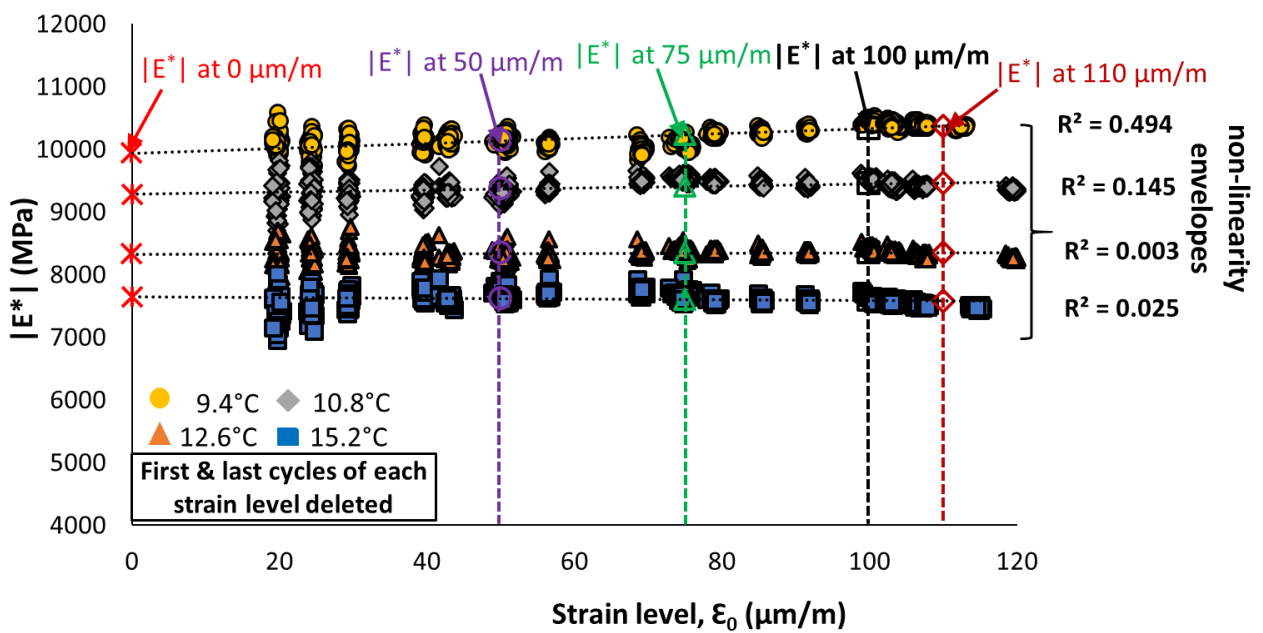 12000
11000
10000
9000
8000
7000
6000
5000
4000
|E*| (MPa)
|E*| at 0 μm/m
|E*| at 50 μm/m
|E*| at 75 μm/m
|E*| at 100 μm/m
|E*| at 110 μm/m
R² = 0.494
R² = 0.145
R² = 0.003
R² = 0.025
non-linearity
envelopes
9.4°C
10.8°C
12.6°C
15.2°C
First & last cycles of each
strain level deleted
0
20
40
60
80
100
120
Strain level, Ɛ₀ (μm/m)